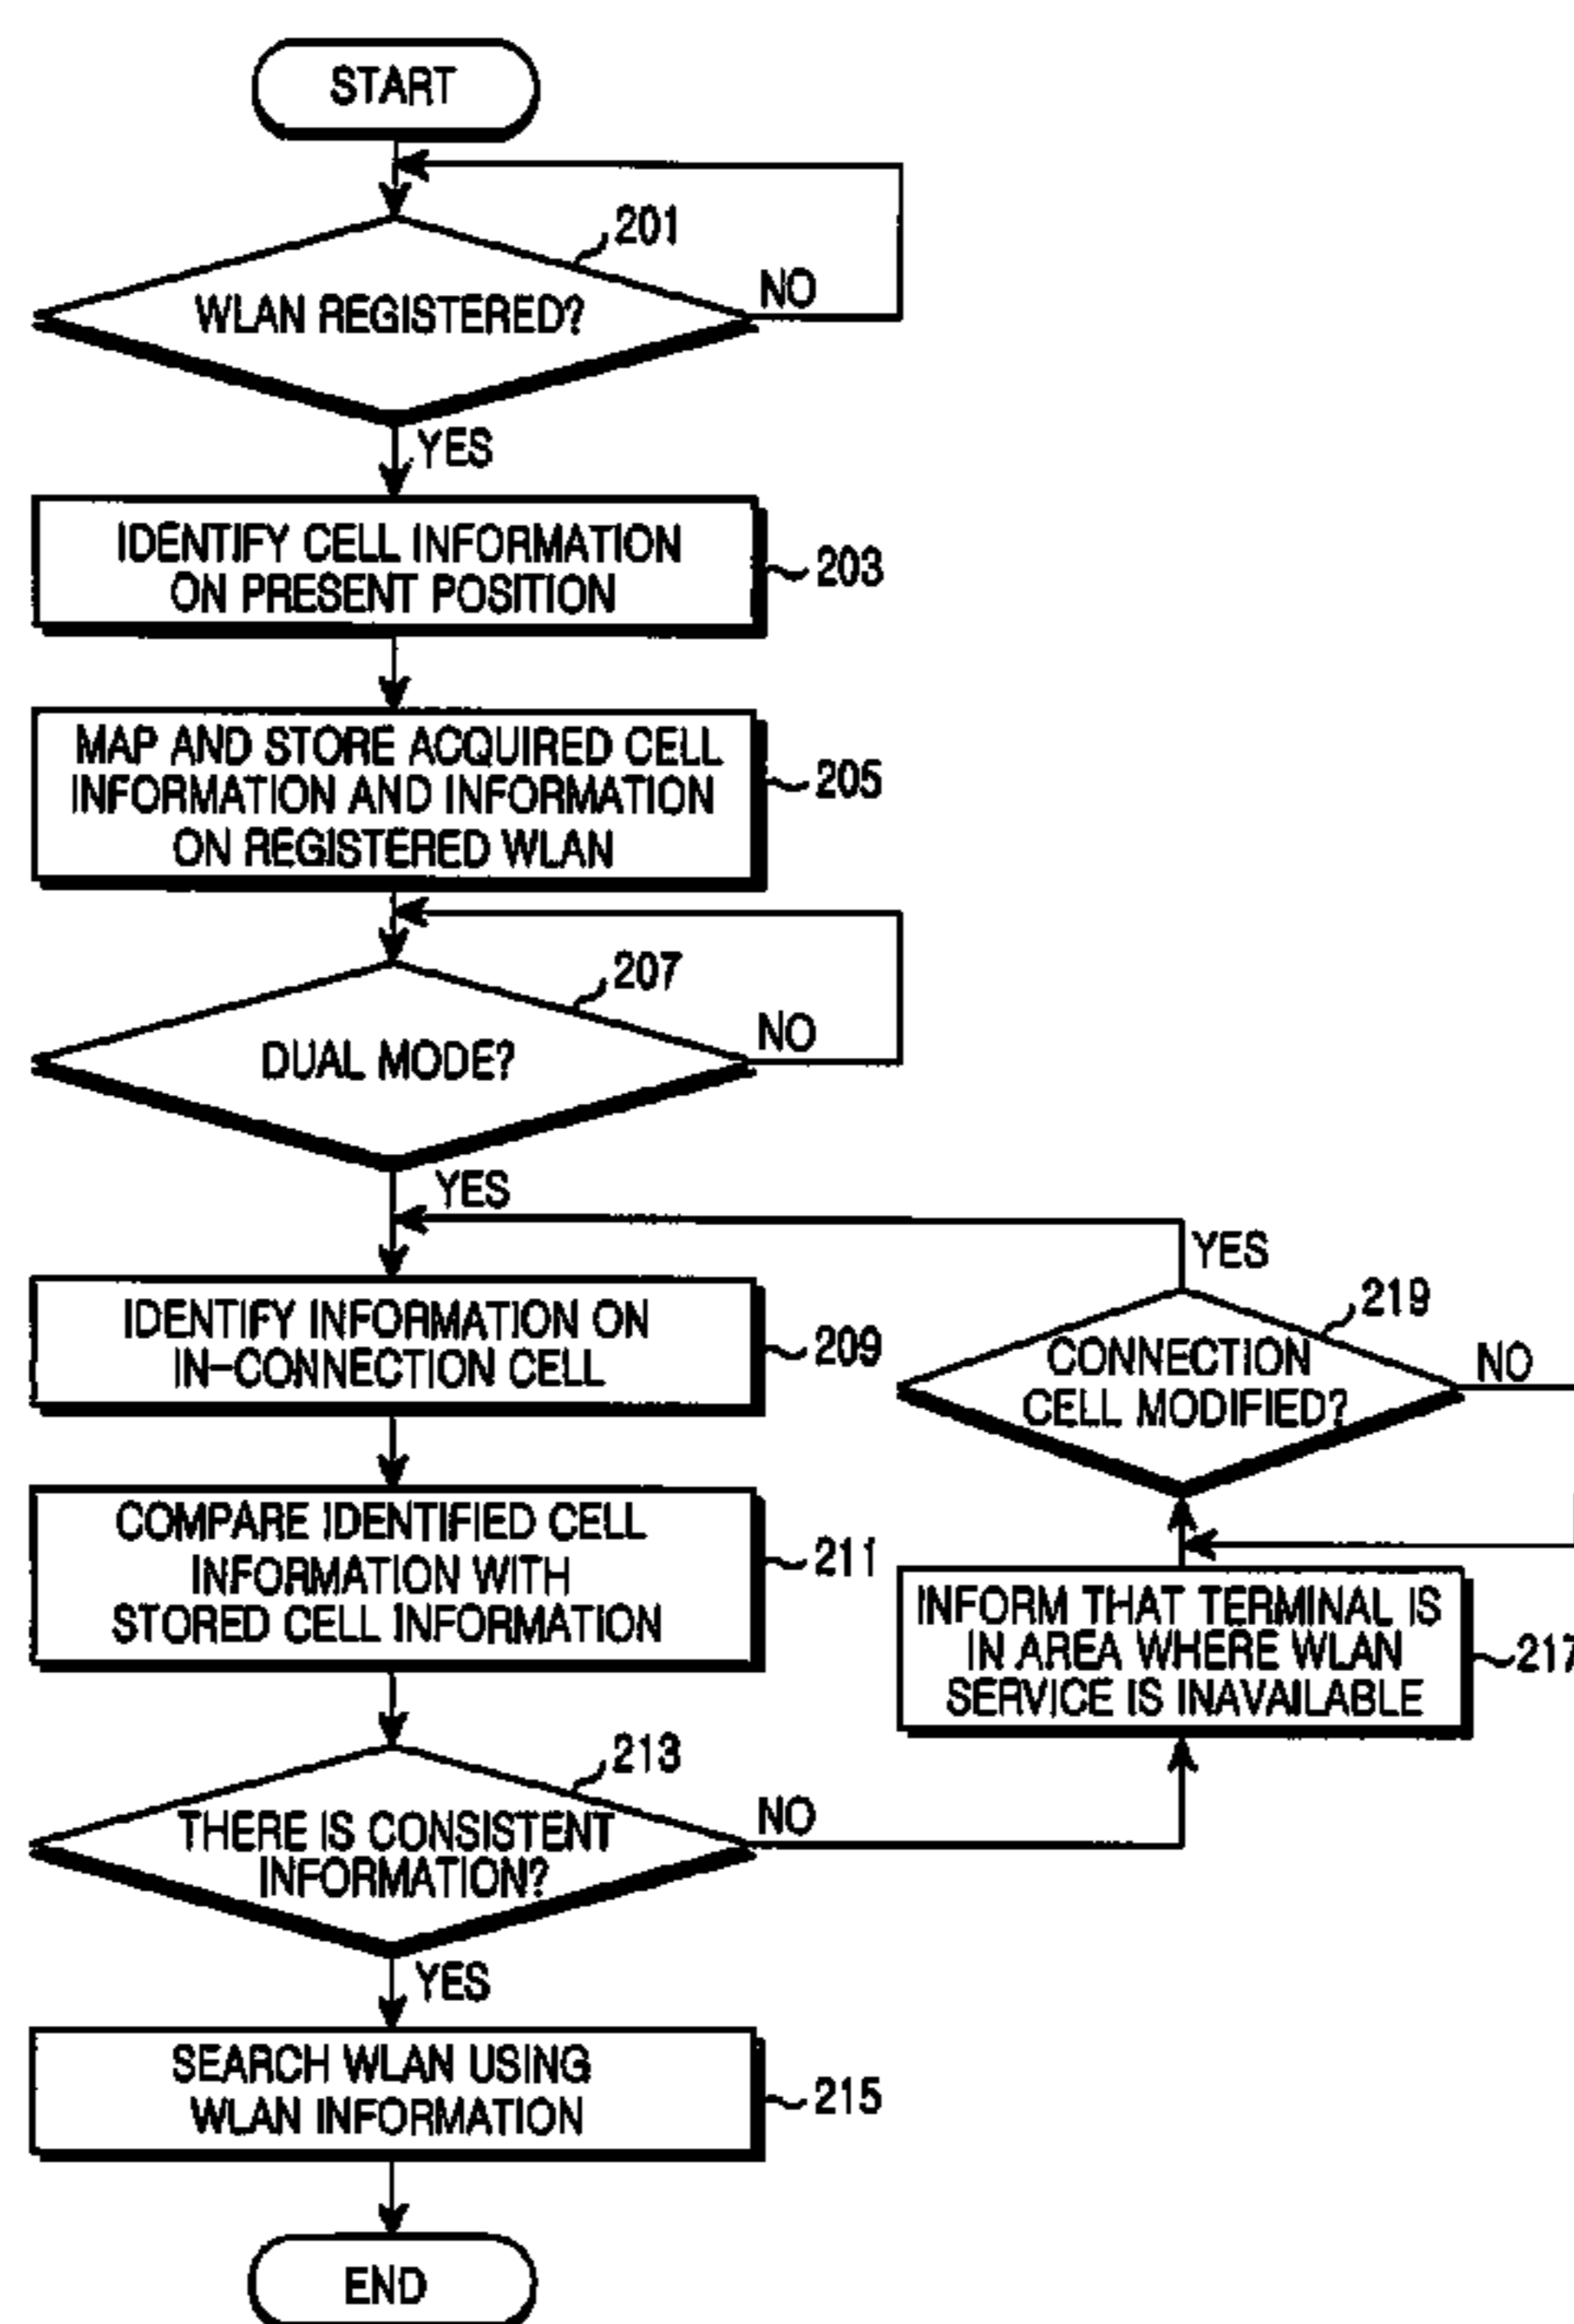 START
201
WLAN REGISTERED?
NO
YES
IDENTIFY CELL INFORMATION
ON PRESENT POSITION
203
MAP AND STORE ACQUIRED CELL
INFORMATION AND INFORMATION
ON REGISTERED WLAN
205
207
DUAL MODE?
NO
YES
IDENTIFY INFORMATION ON
IN-CONNECTION CELL
209
COMPARE IDENTIFIED CELL
INFORMATION WITH
STORED CELL INFORMATION
211
213
THERE IS CONSISTENT
INFORMATION?
NO
YES
SEARCH WLAN USING
WLAN INFORMATION
215
END
YES
219
CONNECTION
CELL MODIFIED?
NO
INFORM THAT TERMINAL IS
IN AREA WHERE WLAN
SERVICE IS INAVAILABLE
217